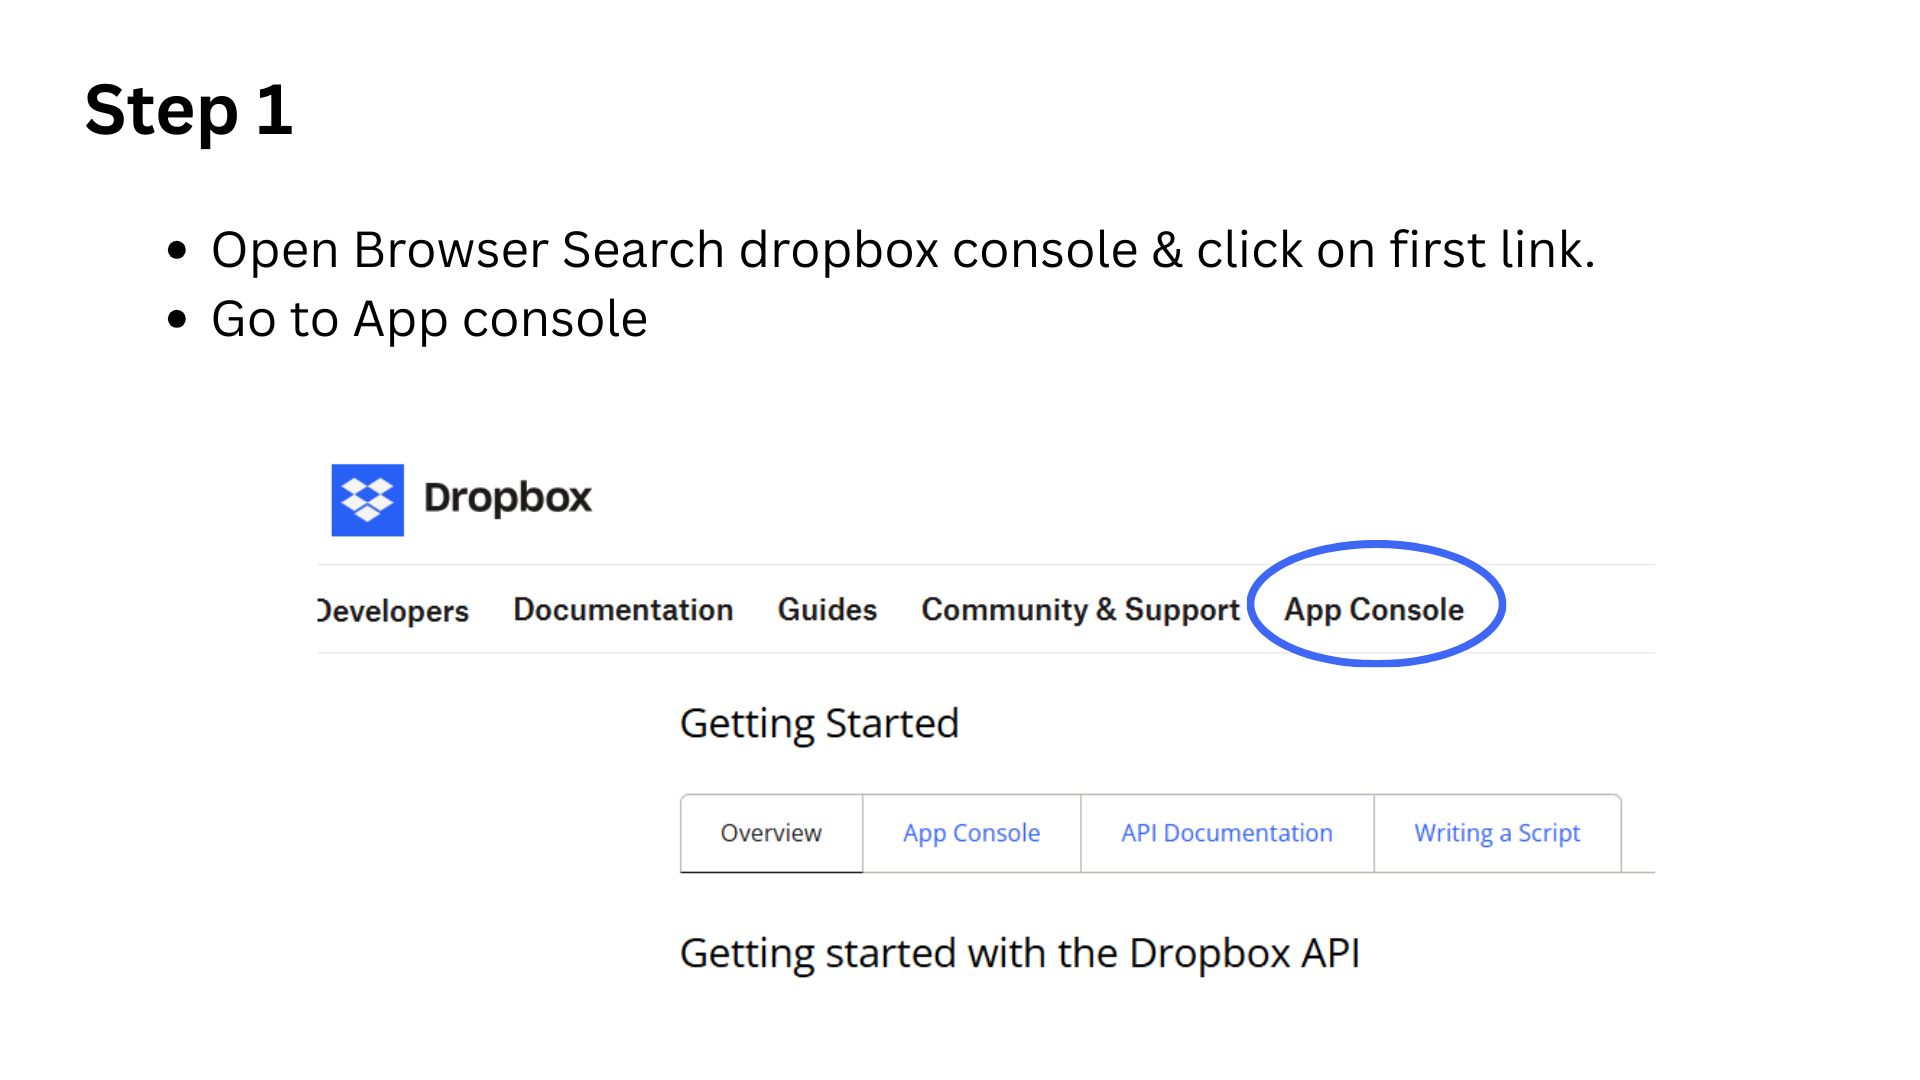 Step 1
• Open Browser Search dropbox console & click on first link.
• Go to App console
Dropbox
Developers Documentation Guides Community & Support App Console
Getting Started
Overview App Console API Documentation Writing a Script
Getting started with the Dropbox API